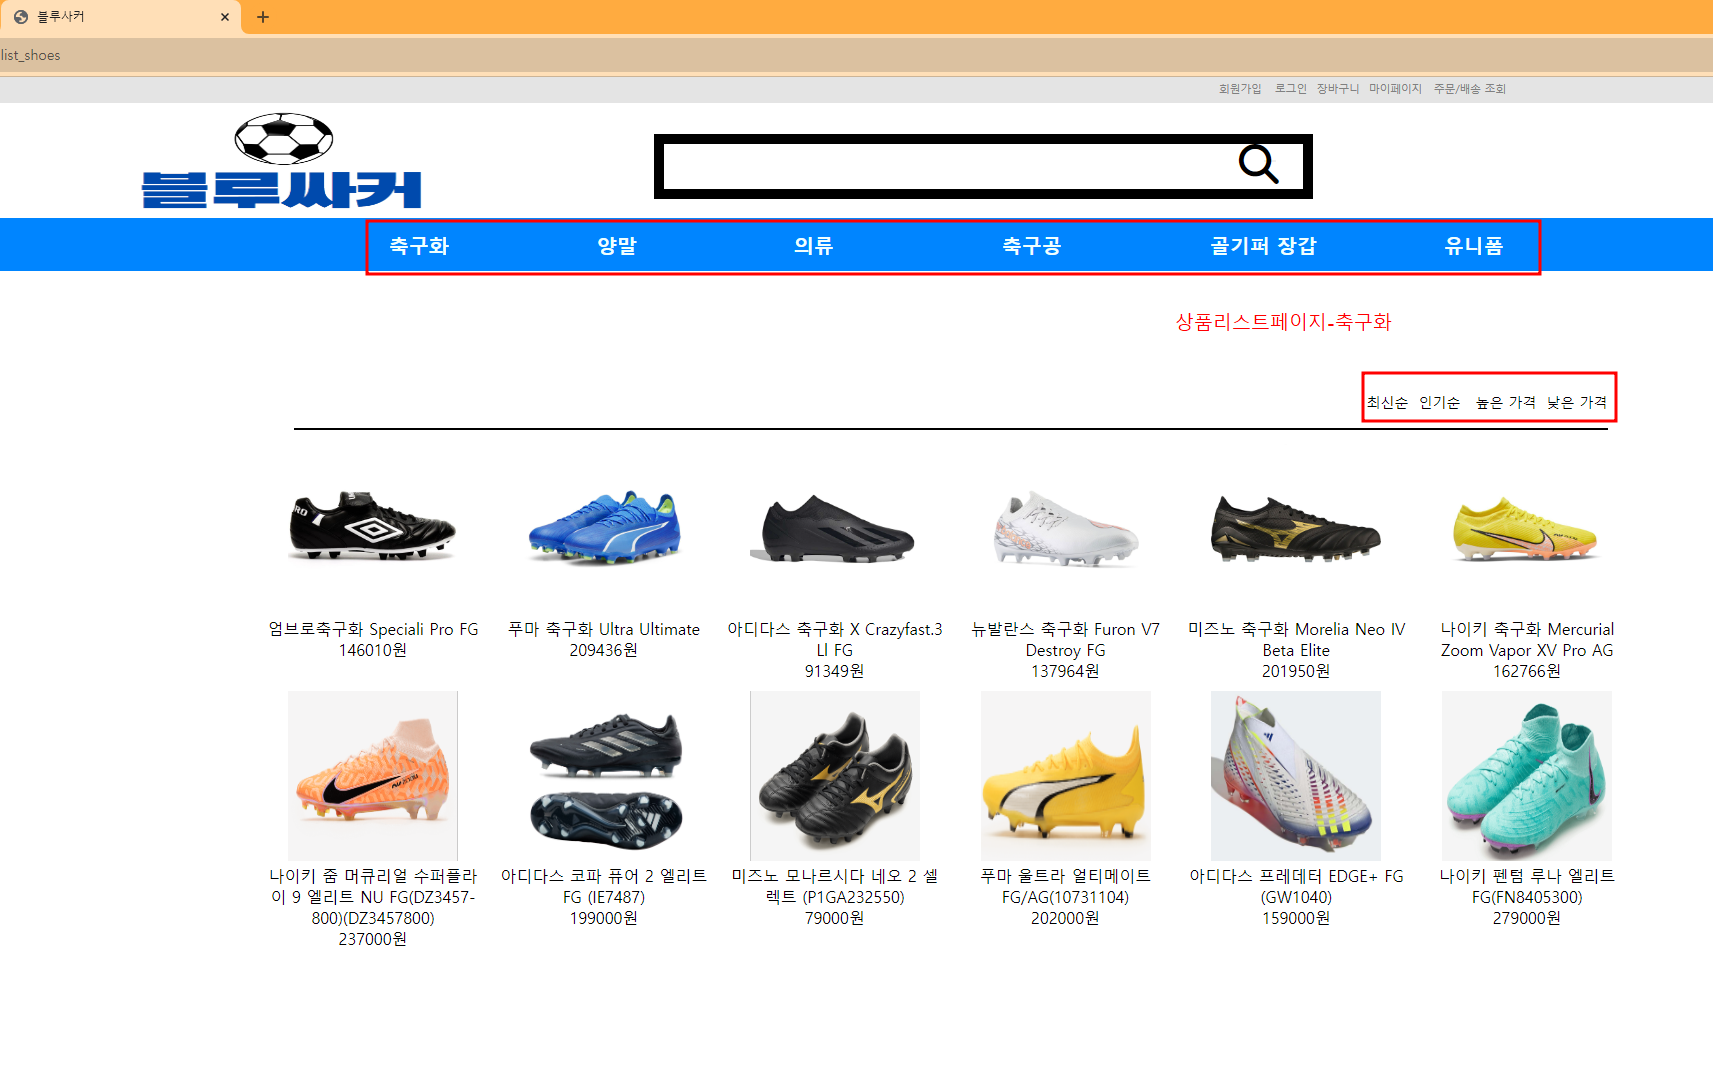 블루사커
list_shoes
회원가입 로그인 장바구니 마이페이지 주문/배송 조회
블루싸커
축구화 양말 의류 축구공 골기퍼 장갑 유니폼
상품리스트페이지-축구화
최신순 인기순 높은 가격 낮은 가격
엄브로축구화 Speciali Pro FG
146010원
푸마 축구화 Ultra Ultimate
209436원
아디다스 축구화 X Crazyfast.3
Ll FG
91349원
뉴발란스 축구화 Furon V7
Destroy FG
137964원
미즈노 축구화 Morelia Neo IV
Beta Elite
201950원
나이키 축구화 Mercurial
Zoom Vapor XV Pro AG
162766원
나이키 줌 머큐리얼 수퍼플라
이 9 엘리트 NU FG(DZ3457-
800)(DZ3457800)
237000원
아디다스 코파 퓨어 2 엘리트
FG (IE7487)
199000원
미즈노 모나르시다 네오 2 셀
렉트 (P1GA232550)
79000원
푸마 울트라 얼티메이트
FG/AG(10731104)
202000원
아디다스 프레데터 EDGE+ FG
(GW1040)
159000원
나이키 펜텀 루나 엘리트
FG(FN8405300)
279000원